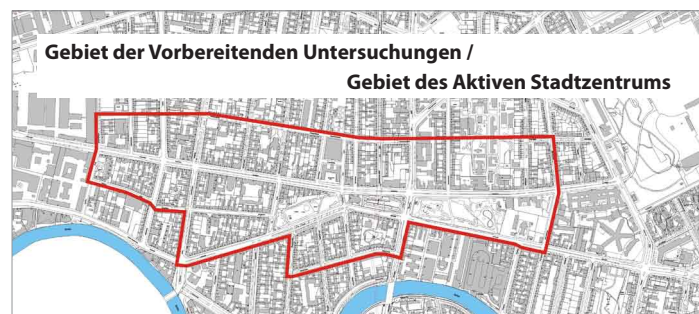 Gebiet der Vorbereitenden Untersuchungen /
Gebiet des Aktiven Stadtzentrums